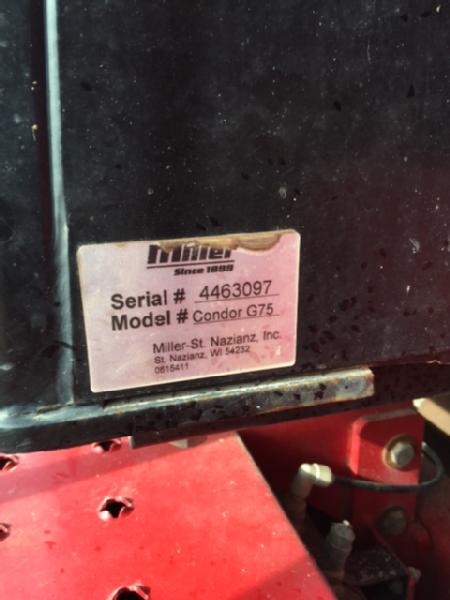 Miller
Since 1899
Serial # 4463097
Model # Condor G75
Miller-St. Nazianz, Inc.
St. Nazianz, WI 54232
0615411